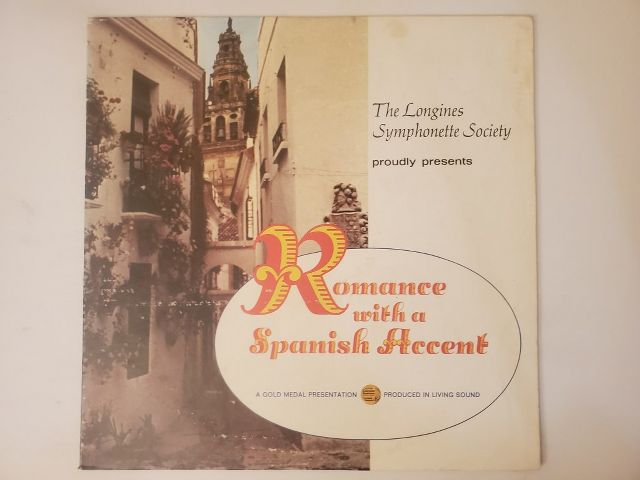 The Longines
Symphonette Society
proudly presents
Romance
with a
Spanish Accent
A GOLD MEDAL PRESENTATION PRODUCED IN LIVING SOUND